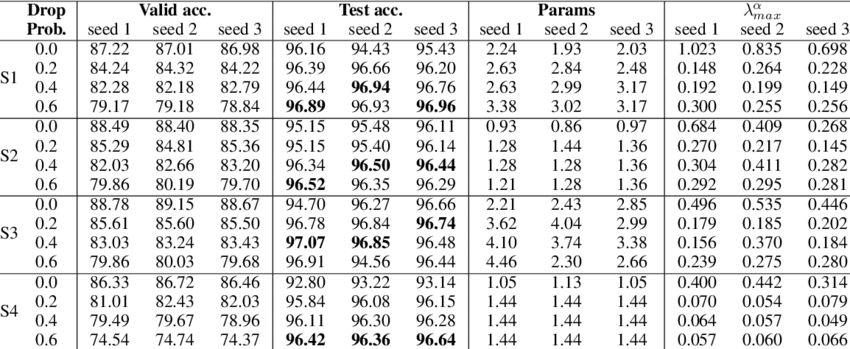 Drop Valid acc. Test acc. Params λ^α_max
Prob. seed 1 seed 2 seed 3 seed 1 seed 2 seed 3 seed 1 seed 2 seed 3 seed 1 seed 2 seed 3
S1
0.0 87.22 87.01 86.98 96.16 94.43 95.43 2.24 1.93 2.03 1.023 0.835 0.698
0.2 84.24 84.32 84.22 96.39 96.66 96.20 2.63 2.84 2.48 0.148 0.264 0.228
0.4 82.28 82.18 82.79 96.44 96.94 96.76 2.63 2.99 3.17 0.192 0.199 0.149
0.6 79.17 79.18 78.84 96.89 96.93 96.96 3.38 3.02 3.17 0.300 0.255 0.256
S2
0.0 88.49 88.40 88.35 95.15 95.48 96.11 0.93 0.86 0.97 0.684 0.409 0.268
0.2 85.29 84.81 85.36 95.15 95.40 96.14 1.28 1.44 1.36 0.270 0.217 0.145
0.4 82.03 82.66 83.20 96.34 96.50 96.44 1.28 1.28 1.36 0.304 0.411 0.282
0.6 79.86 80.19 79.70 96.52 96.35 96.29 1.21 1.28 1.36 0.292 0.295 0.281
S3
0.0 88.78 89.15 88.67 94.70 96.27 96.66 2.21 2.43 2.85 0.496 0.535 0.446
0.2 85.61 85.60 85.50 96.78 96.84 96.74 3.62 4.04 2.99 0.179 0.185 0.202
0.4 83.03 83.24 83.43 97.07 96.85 96.48 4.10 3.74 3.38 0.156 0.370 0.184
0.6 79.86 80.03 79.68 96.91 94.56 96.44 4.46 2.30 2.66 0.239 0.275 0.280
S4
0.0 86.33 86.72 86.46 92.80 93.22 93.14 1.05 1.13 1.05 0.400 0.442 0.314
0.2 81.01 82.43 82.03 95.84 96.08 96.15 1.44 1.44 1.44 0.070 0.054 0.079
0.4 79.49 79.67 78.96 96.11 96.30 96.28 1.44 1.44 1.44 0.064 0.057 0.049
0.6 74.54 74.74 74.37 96.42 96.36 96.64 1.44 1.44 1.44 0.057 0.060 0.066